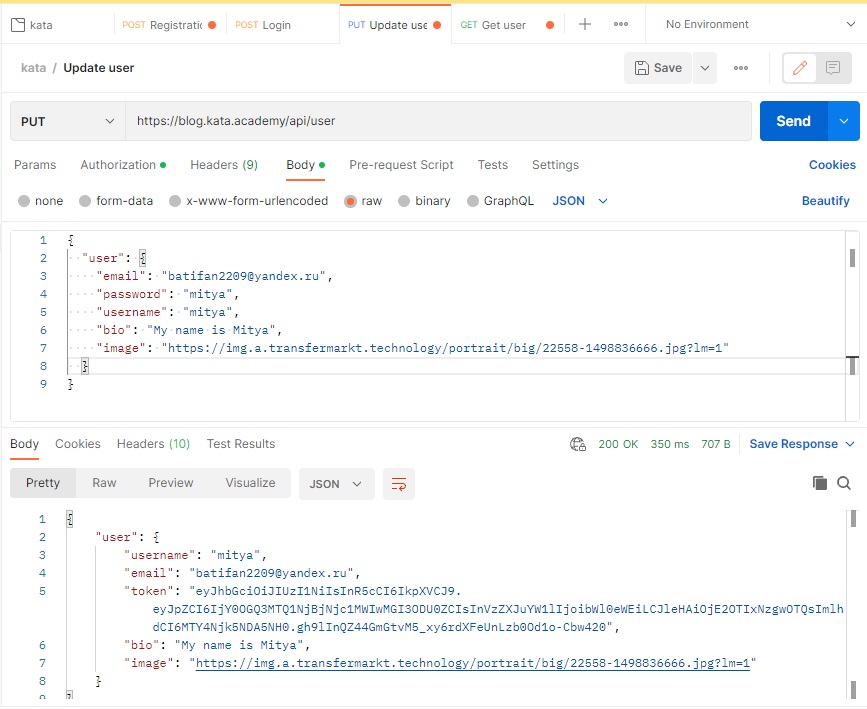 kata POST Registratio POST Login PUT Update use GET Get user No Environment
kata / Update user Save
PUT https://blog.kata.academy/api/user Send
Params Authorization Headers (9) Body Pre-request Script Tests Settings Cookies
none form-data x-www-form-urlencoded raw binary GraphQL JSON Beautify
1 {
2 "user": {
3 "email": "batifan2209@yandex.ru",
4 "password": "mitya",
5 "username": "mitya",
6 "bio": "My name is Mitya",
7 "image": "https://img.a.transfermarkt.technology/portrait/big/22558-1498836666.jpg?lm=1"
8 }
9 }
Body Cookies Headers (10) Test Results 200 OK 350 ms 707 B Save Response
Pretty Raw Preview Visualize JSON
1 {
2 "user": {
3 "username": "mitya",
4 "email": "batifan2209@yandex.ru",
5 "token": "eyJhbGciOiJIUzI1NiIsInR5cCI6IkpXVCJ9.
eyJpZCI6IjY0OGQ3MTQ1NjBjNjc1MWIwMGI3ODU0ZCIsInVzZXJuYW1lIjoibWl0eWEiLCJleHAiOjE2OTIxNzgwOTQsImlh
dCI6MTY4Njk5NDA5NH0.gh9lInQZ44GmGtvM5_xy6rdXFeUnLzb0Od1o-Cbw420",
6 "bio": "My name is Mitya",
7 "image": "https://img.a.transfermarkt.technology/portrait/big/22558-1498836666.jpg?lm=1"
8 }
9 }